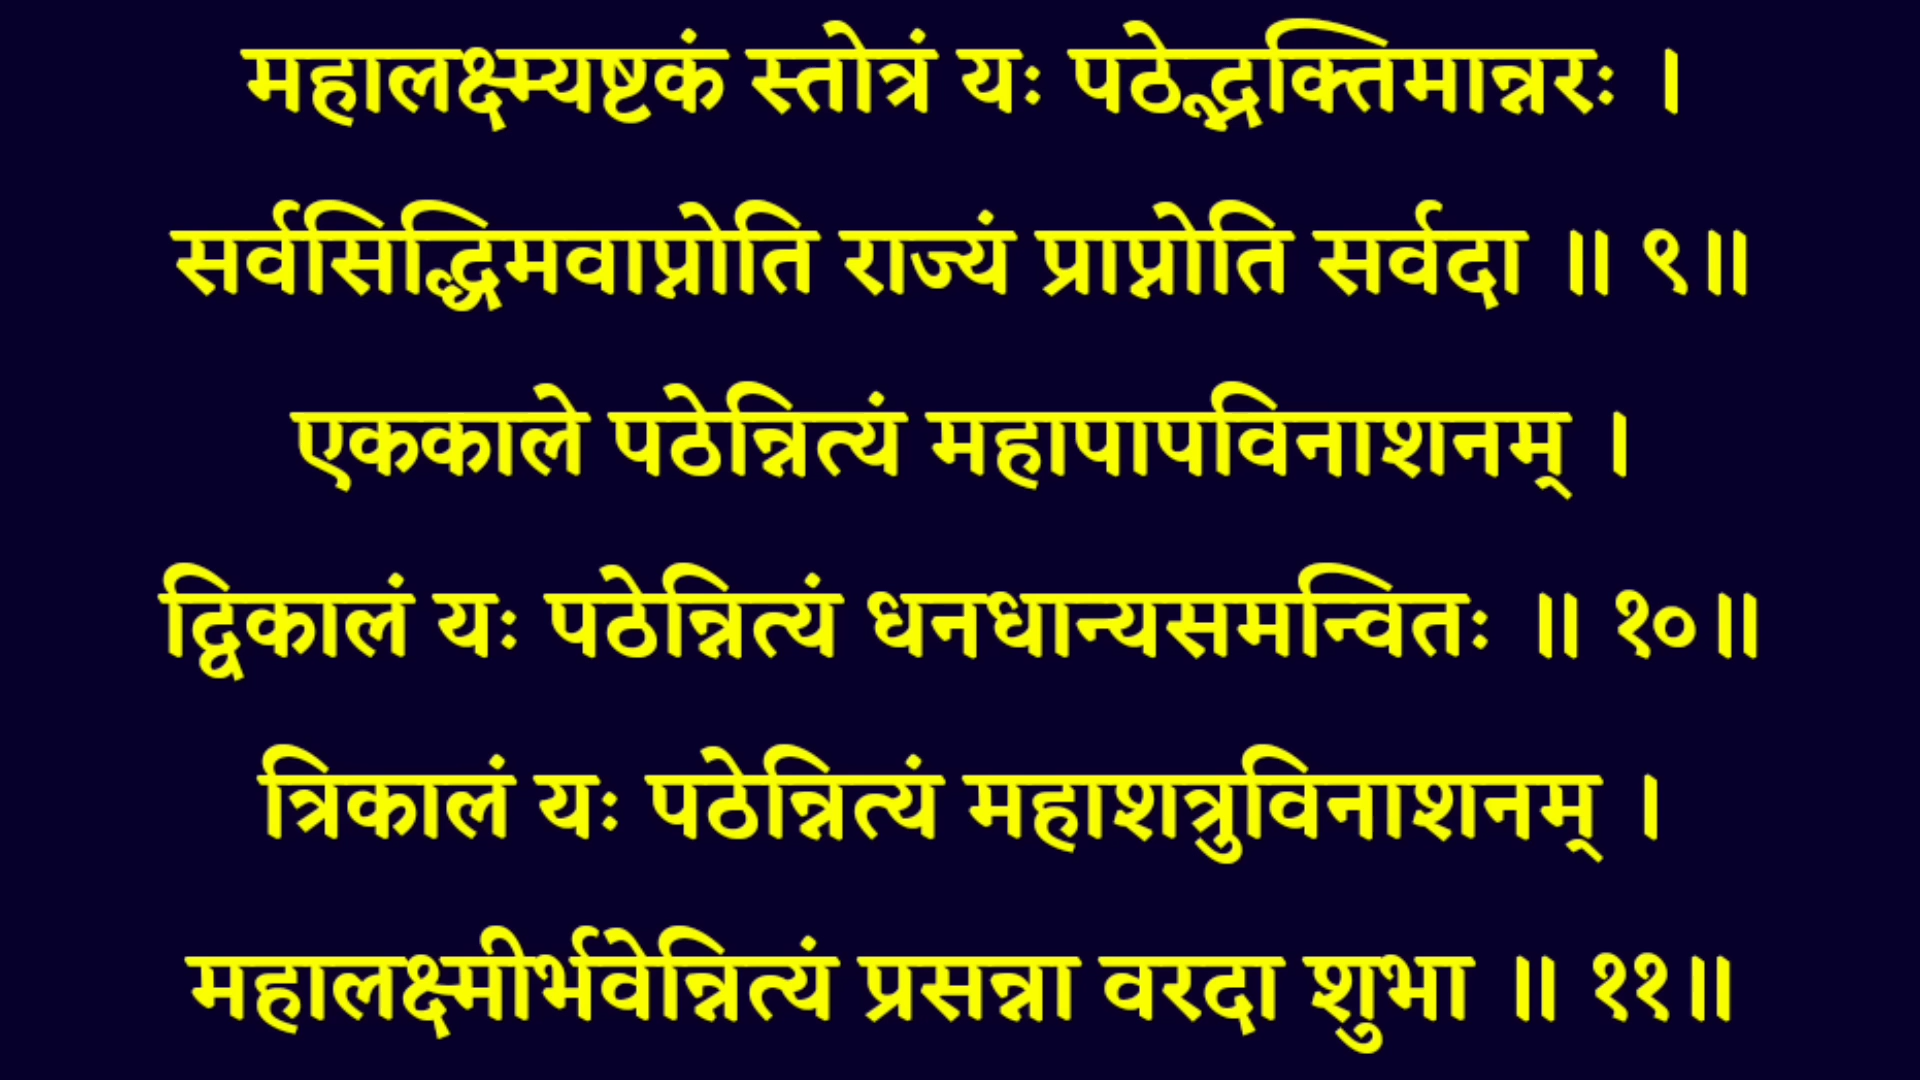 महालक्ष्म्यष्टकं स्तोत्रं यः पठेद्भक्तिमान्नरः ।
सर्वसिद्धिमवाप्नोति राज्यं प्राप्नोति सर्वदा ॥ ९॥
एककाले पठेन्नित्यं महापापविनाशनम् ।
द्विकालं यः पठेन्नित्यं धनधान्यसमन्वितः ॥ १०॥
त्रिकालं यः पठेन्नित्यं महाशत्रुविनाशनम् ।
महालक्ष्मीर्भवेन्नित्यं प्रसन्ना वरदा शुभा ॥ ११॥